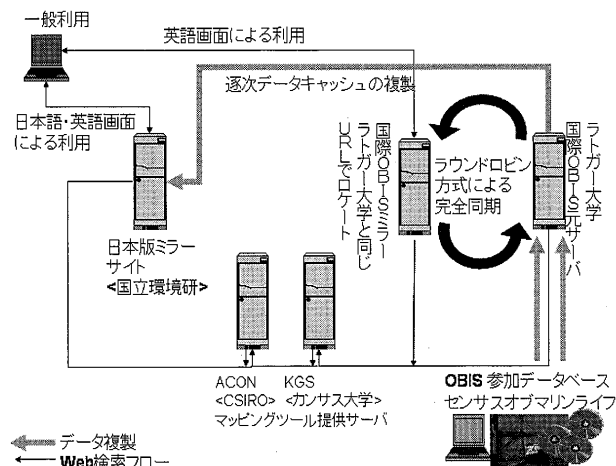 一般利用
英語画面による利用
逐次データキャッシュの複製
日本語・英語画面
による利用
国際OBISミラー
ラトガー大学と同じ
URLでロケート
ラウンドロビン
方式による
完全同期
ラトガー大学
国際OBIS元サーバ
日本版ミラー
サイト
<国立環境研>
ACON
<CSIRO>
KGS
<カンサス大学>
マッピングツール提供サーバ
OBIS 参加データベース
センサスオブマリンライフ
データ複製
Web検索フロー